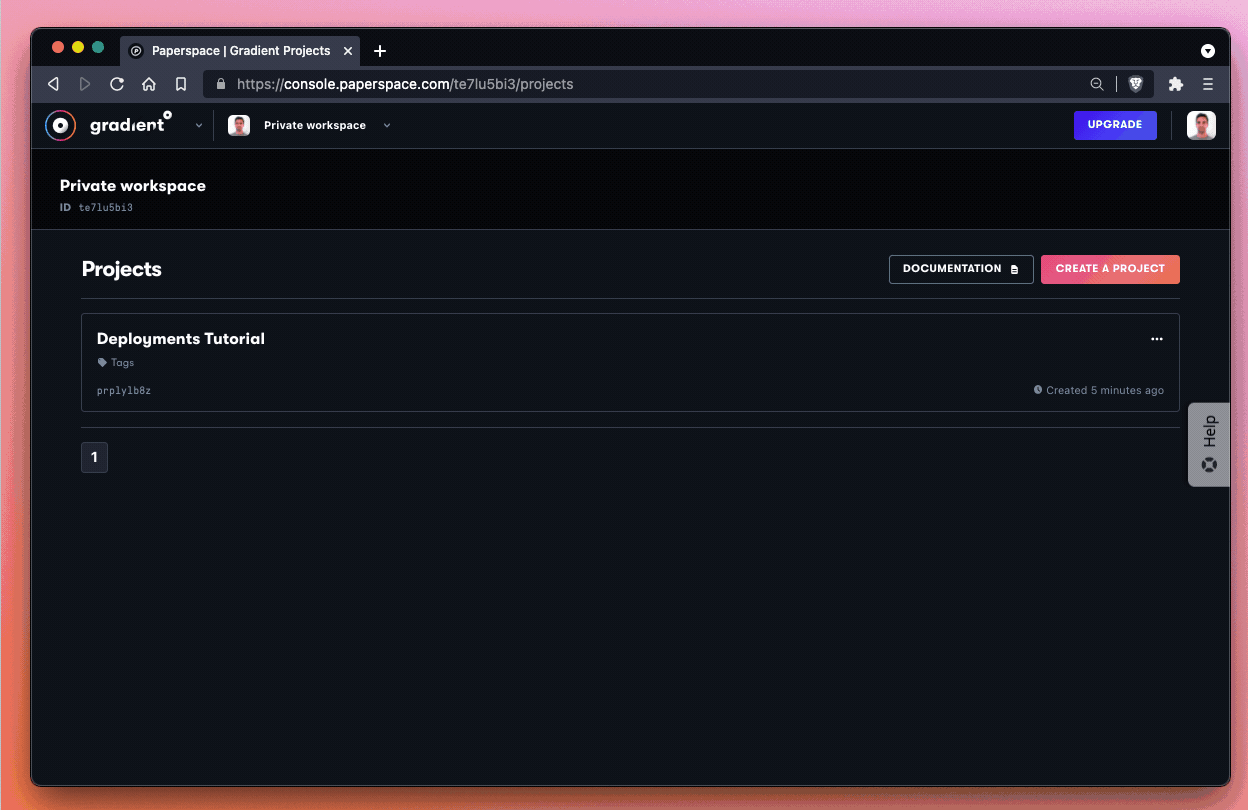 Paperspace | Gradient Projects
https://console.paperspace.com/te7lu5bi3/projects
gradient
Private workspace
UPGRADE
Private workspace
ID te7lu5bi3
Projects
DOCUMENTATION
CREATE A PROJECT
Deployments Tutorial
Tags
prplylb8z
Created 5 minutes ago
Help
1